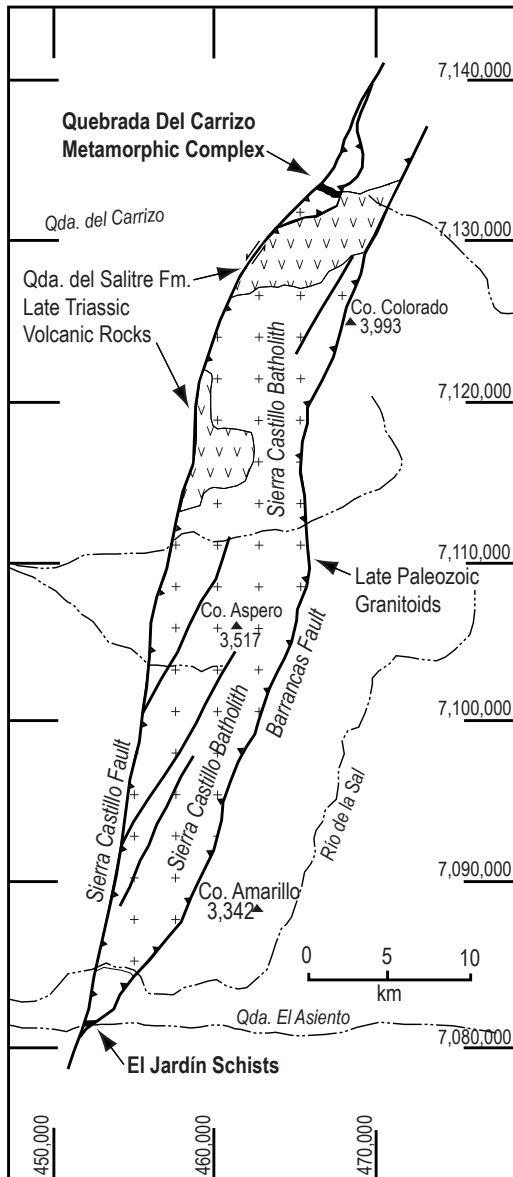 7,140,000
Quebrada Del Carrizo
Metamorphic Complex
Qda. del Carrizo
7,130,000
Qda. del Salitre Fm.
Late Triassic
Volcanic Rocks
Co. Colorado
3,993
Sierra Castillo Batholith
7,120,000
7,110,000
Late Paleozoic
Granitoids
Co. Aspero
3,517
Barrancas Fault
7,100,000
Sierra Castillo Fault
Sierra Castillo Batholith
Río de la Sal
7,090,000
Co. Amarillo
3,342
0 5 10
km
Qda. El Asiento
7,080,000
El Jardín Schists
450,000
460,000
470,000